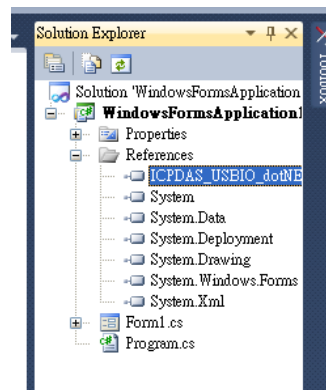 Solution Explorer
Solution 'WindowsFormsApplication
WindowsFormsApplication1
Properties
References
ICPDAS_USBIO_dotNE
System
System.Data
System.Deployment
System.Drawing
System.Windows.Forms
System.Xml
Form1.cs
Program.cs
Toolbox